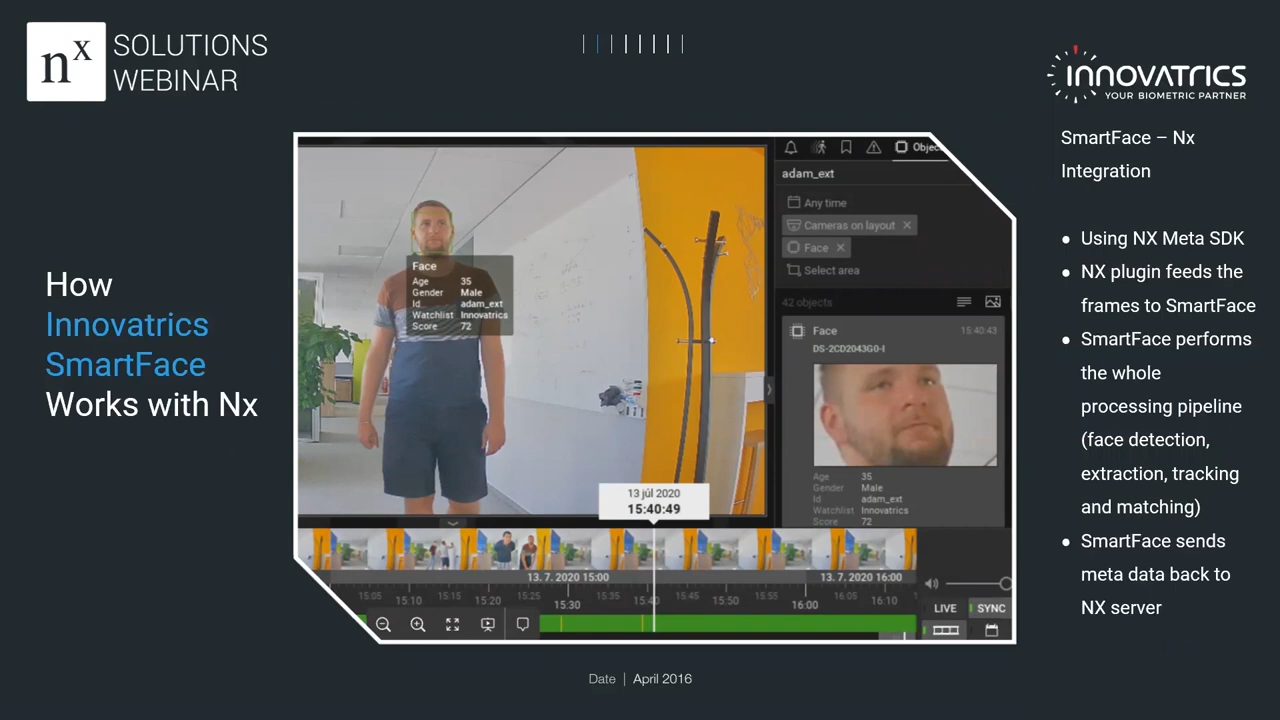 nx SOLUTIONS
WEBINAR
INNOVATRICS
YOUR BIOMETRIC PARTNER
How
Innovatrics
SmartFace
Works with Nx
Face
Age 35
Gender Male
Id adam_ext
Watchlist Innovatrics
Score 72
adam_ext
Any time
Cameras on layout
Face
Select area
42 objects
Face 15:40:43
DS-2CD2043G0-I
Age 35
Gender Male
Id adam_ext
Watchlist Innovatrics
Score 72
13 júl 2020
15:40:49
13. 7. 2020 15:00 13. 7. 2020 16:00
15:05 15:10 15:15 15:20 15:25 15:30 15:35 15:40 15:45 15:50 15:55 16:00 16:05 16:10
LIVE SYNC
SmartFace – Nx
Integration
● Using NX Meta SDK
● NX plugin feeds the
frames to SmartFace
● SmartFace performs
the whole
processing pipeline
(face detection,
extraction, tracking
and matching)
● SmartFace sends
meta data back to
NX server
Date | April 2016